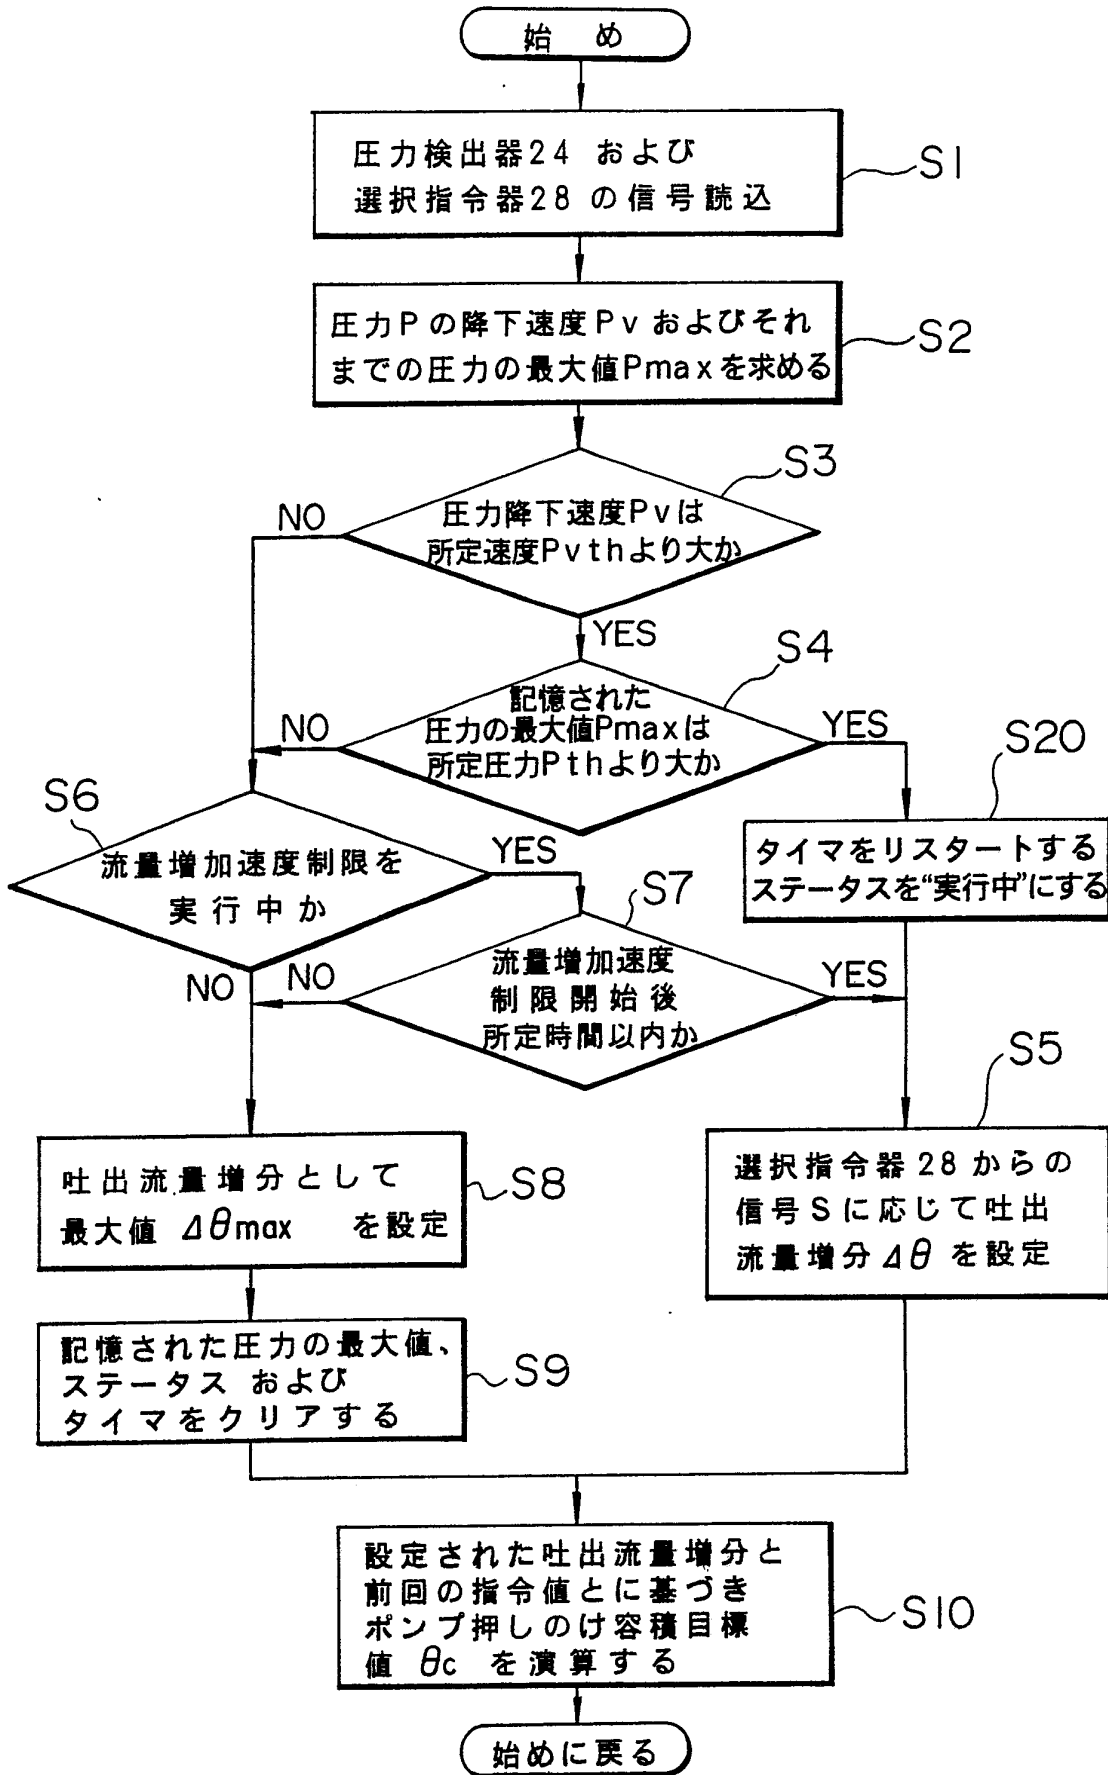 始め
圧力検出器24 および
選択指令器28 の信号読込
S1
圧力Pの降下速度Pvおよびそれ
までの圧力の最大値Pmaxを求める
S2
S3
圧力降下速度Pvは
所定速度Pvthより大か
NO
YES
S4
記憶された
圧力の最大値Pmaxは
所定圧力Pthより大か
NO
YES
S20
タイマをリスタートする
ステータスを“実行中”にする
S6
流量増加速度制限を
実行中か
YES
NO
S7
流量増加速度
制限開始後
所定時間以内か
NO
YES
S5
選択指令器28からの
信号Sに応じて吐出
流量増分Δθを設定
吐出流量増分として
最大値 Δθmax を設定
S8
記憶された圧力の最大値、
ステータス および
タイマをクリアする
S9
設定された吐出流量増分と
前回の指令値とに基づき
ポンプ押しのけ容積目標
値 θc を演算する
S10
始めに戻る